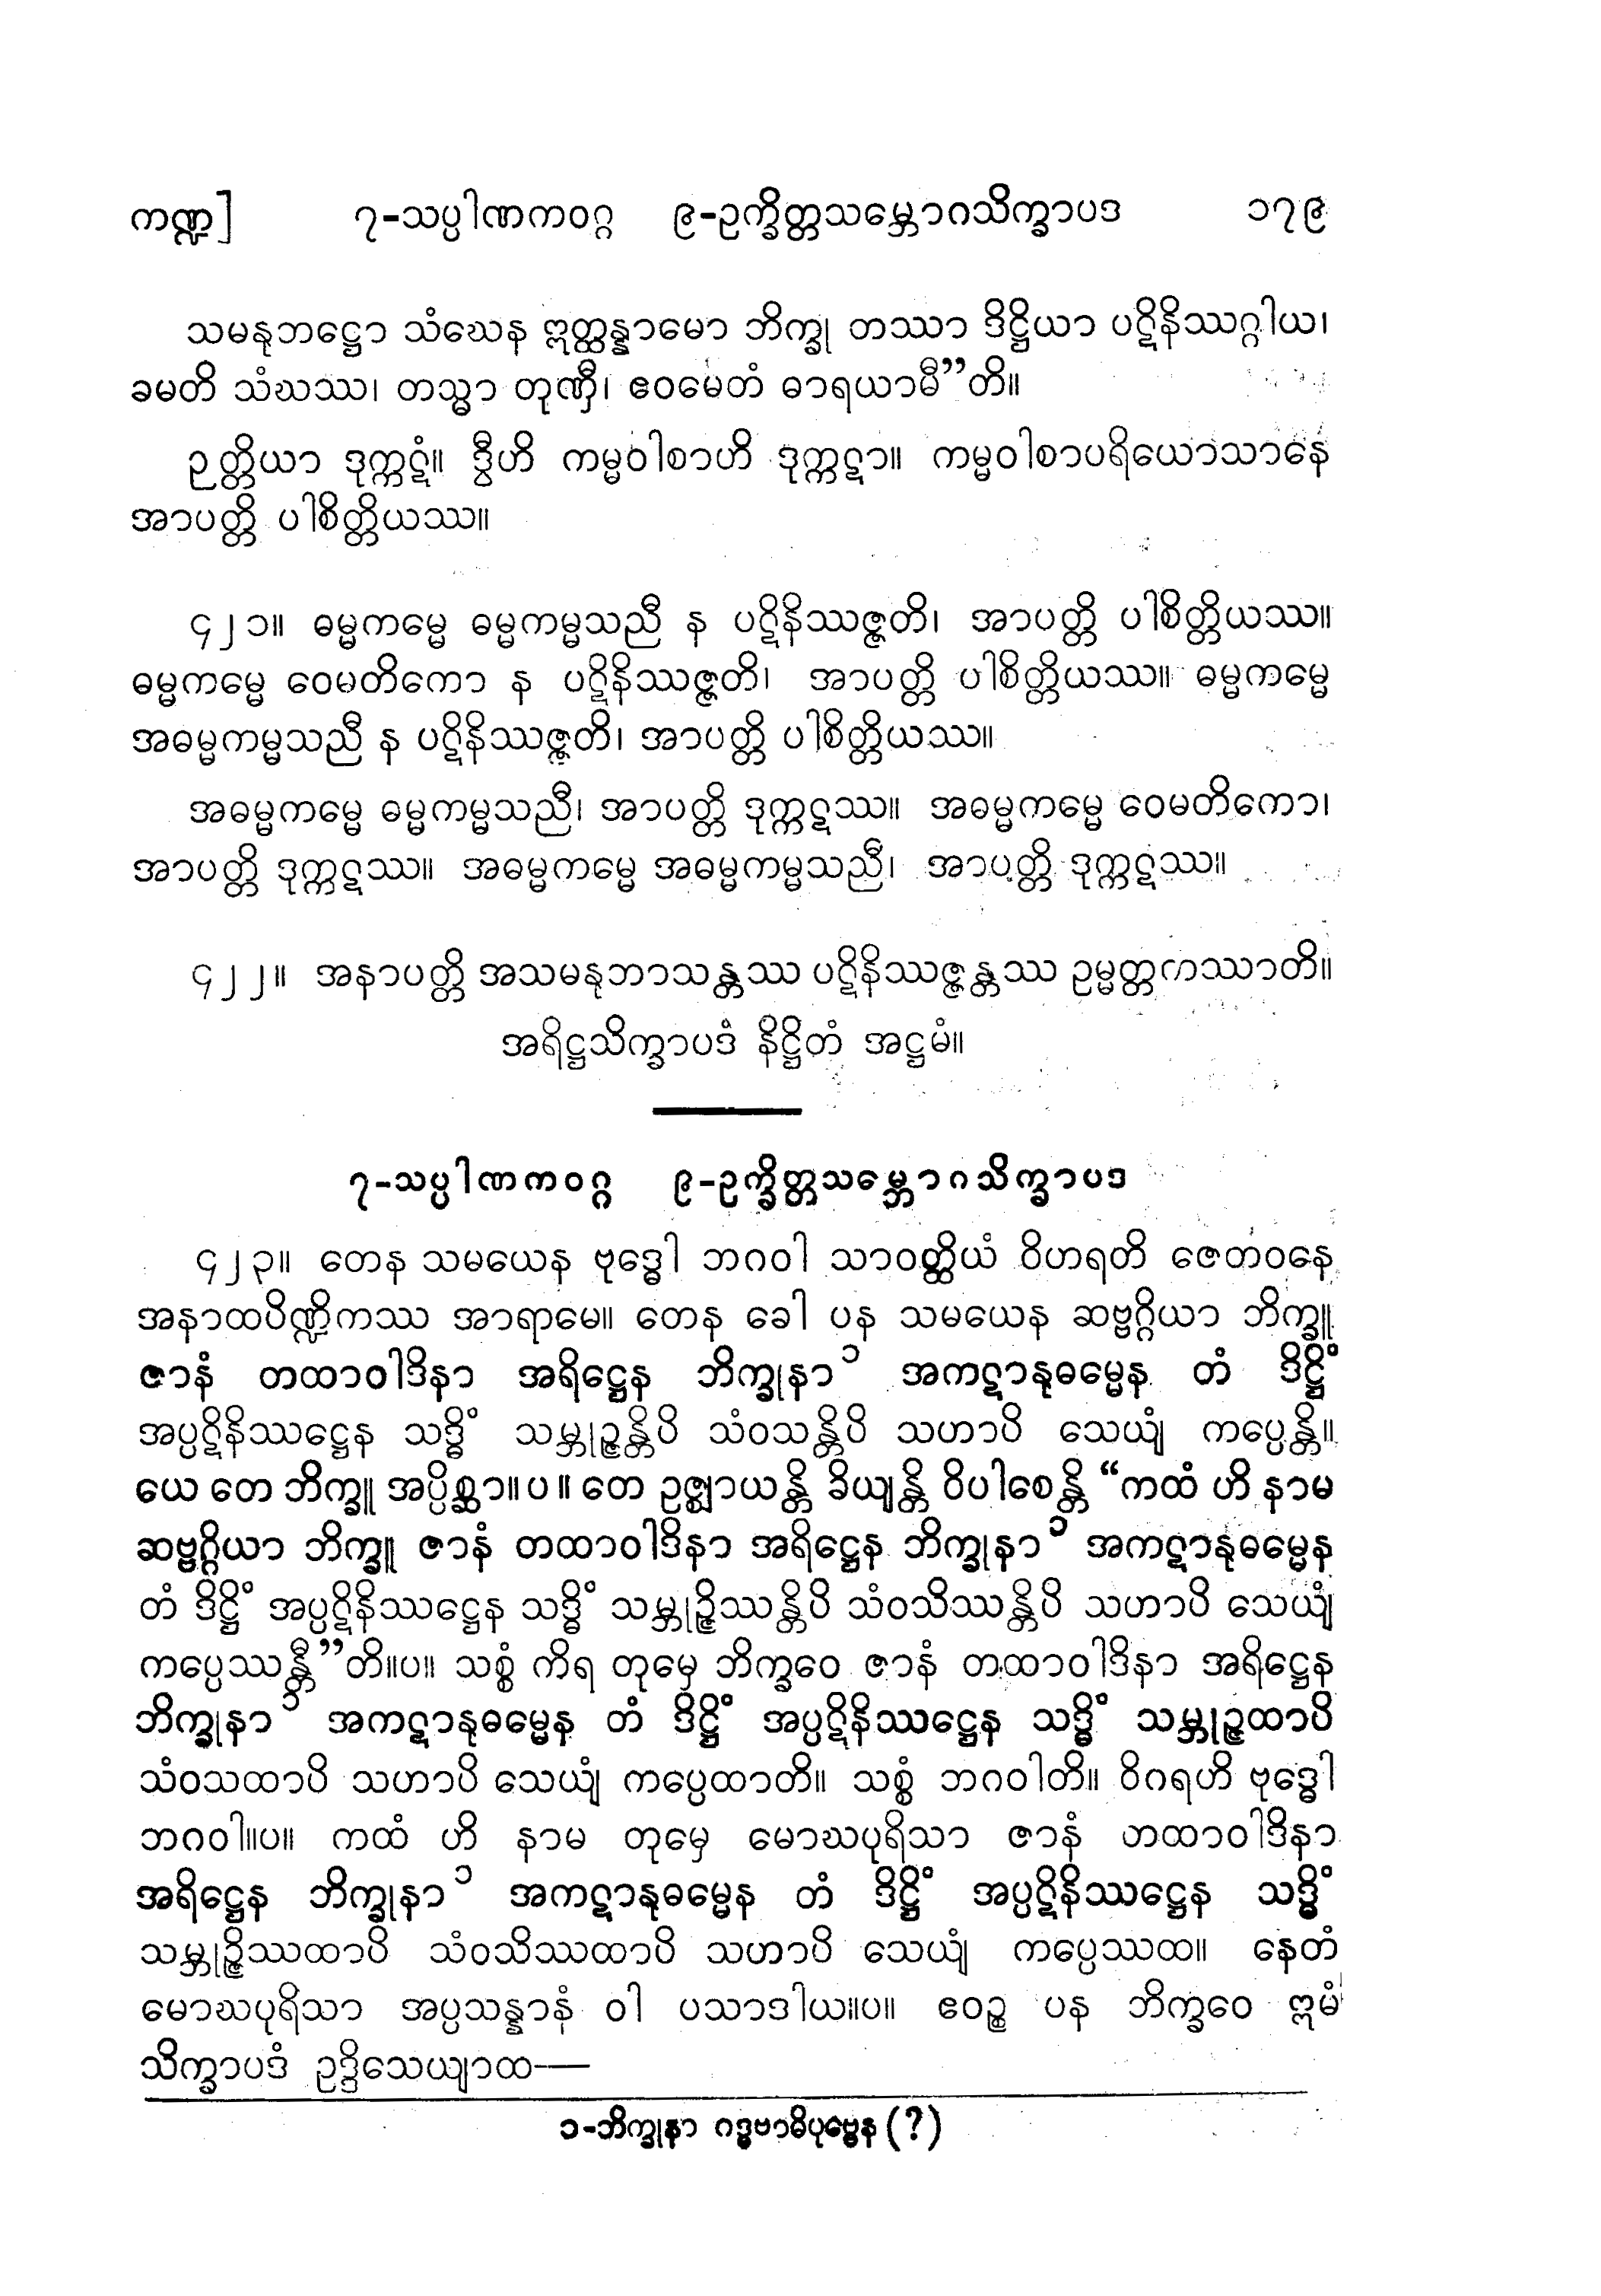 ကဏ္ဍ] ၇-သပ္ပါဏကဝဂ္ဂ ၉-ဥက္ခိတ္တသမ္ဘောဂသိက္ခာပဒ ၁၇၉
သမနုဘဋ္ဌော သံဃေန ဣတ္ထန္နာမော ဘိက္ခု တဿာ ဒိဋ္ဌိယာ ပဋိနိဿဂ္ဂါယ၊
ခမတိ သံဃဿ၊ တသ္မာ တုဏှီ၊ ဧဝမေတံ ဓာရယာမီ”တိ။
ဉတ္တိယာ ဒုက္ကဋံ။ ဒွီဟိ ကမ္မဝါစာဟိ ဒုက္ကဋာ။ ကမ္မဝါစာပရိယောသာနေ
အာပတ္တိ ပါစိတ္တိယဿ။
၄၂၁။ ဓမ္မကမ္မေ ဓမ္မကမ္မသညီ န ပဋိနိဿဇ္ဇတိ၊ အာပတ္တိ ပါစိတ္တိယဿ။
ဓမ္မကမ္မေ ဝေမတိကော န ပဋိနိဿဇ္ဇတိ၊ အာပတ္တိ ပါစိတ္တိယဿ။ ဓမ္မကမ္မေ
အဓမ္မကမ္မသညီ န ပဋိနိဿဇ္ဇတိ၊ အာပတ္တိ ပါစိတ္တိယဿ။
အဓမ္မကမ္မေ ဓမ္မကမ္မသညီ၊ အာပတ္တိ ဒုက္ကဋဿ။ အဓမ္မကမ္မေ ဝေမတိကော၊
အာပတ္တိ ဒုက္ကဋဿ။ အဓမ္မကမ္မေ အဓမ္မကမ္မသညီ၊ အာပတ္တိ ဒုက္ကဋဿ။
၄၂၂။ အနာပတ္တိ အသမနုဘာသန္တဿ ပဋိနိဿဇ္ဇန္တဿ ဥမ္မတ္တကဿာတိ။
အရိဋ္ဌသိက္ခာပဒံ နိဋ္ဌိတံ အဋ္ဌမံ။
၇-သပ္ပါဏကဝဂ္ဂ ၉-ဥက္ခိတ္တသမ္ဘောဂသိက္ခာပဒ
၄၂၃။ တေန သမယေန ဗုဒ္ဓေါ ဘဂဝါ သာဝတ္ထိယံ ဝိဟရတိ ဇေတဝနေ
အနာထပိဏ္ဍိကဿ အာရာမေ။ တေန ခေါ ပန သမယေန ဆဗ္ဗဂ္ဂိယာ ဘိက္ခူ
ဇာနံ တထာဝါဒိနာ အရိဋ္ဌေန ဘိက္ခုနာ ၁ အကဋာနုဓမ္မေန တံ ဒိဋ္ဌိံ
အပ္ပဋိနိဿဋ္ဌေန သဒ္ဓိံ သမ္ဘုဉ္ဇန္တိပိ သံဝသန္တိပိ သဟာပိ သေယျံ ကပ္ပေန္တိ။
ယေ တေ ဘိက္ခူ အပ္ပိစ္ဆာ။ပ။ တေ ဥဇ္ဈာယန္တိ ခိယျန္တိ ဝိပါစေန္တိ “ကထံ ဟိ နာမ
ဆဗ္ဗဂ္ဂိယာ ဘိက္ခူ ဇာနံ တထာဝါဒိနာ အရိဋ္ဌေန ဘိက္ခုနာ ၁ အကဋာနုဓမ္မေန
တံ ဒိဋ္ဌိံ အပ္ပဋိနိဿဋ္ဌေန သဒ္ဓိံ သမ္ဘုဉ္ဇိဿန္တိပိ သံဝသိဿန္တိပိ သဟာပိ သေယျံ
ကပ္ပေဿန္တီ”တိ။ပ။ သစ္စံ ကိရ တုမှေ ဘိက္ခဝေ ဇာနံ တထာဝါဒိနာ အရိဋ္ဌေန
ဘိက္ခုနာ ၁ အကဋာနုဓမ္မေန တံ ဒိဋ္ဌိံ အပ္ပဋိနိဿဋ္ဌေန သဒ္ဓိံ သမ္ဘုဉ္ဇထာပိ
သံဝသထာပိ သဟာပိ သေယျံ ကပ္ပေထာတိ။ သစ္စံ ဘဂဝါတိ။ ဝိဂရဟိ ဗုဒ္ဓေါ
ဘဂဝါ။ပ။ ကထံ ဟိ နာမ တုမှေ မောဃပုရိသာ ဇာနံ တထာဝါဒိနာ
အရိဋ္ဌေန ဘိက္ခုနာ ၁ အကဋာနုဓမ္မေန တံ ဒိဋ္ဌိံ အပ္ပဋိနိဿဋ္ဌေန သဒ္ဓိံ
သမ္ဘုဉ္ဇိဿထာပိ သံဝသိဿထာပိ သဟာပိ သေယျံ ကပ္ပေဿထ။ နေတံ
မောဃပုရိသာ အပ္ပသန္နာနံ ဝါ ပသာဒါယ။ပ။ ဧဝဉ္စ ပန ဘိက္ခဝေ ဣမံ
သိက္ခာပဒံ ဥဒ္ဒိသေယျာထ—
၁-ဘိက္ခုနာ ဂဒ္ဓဗာဓိပုဗ္ဗေန (?)